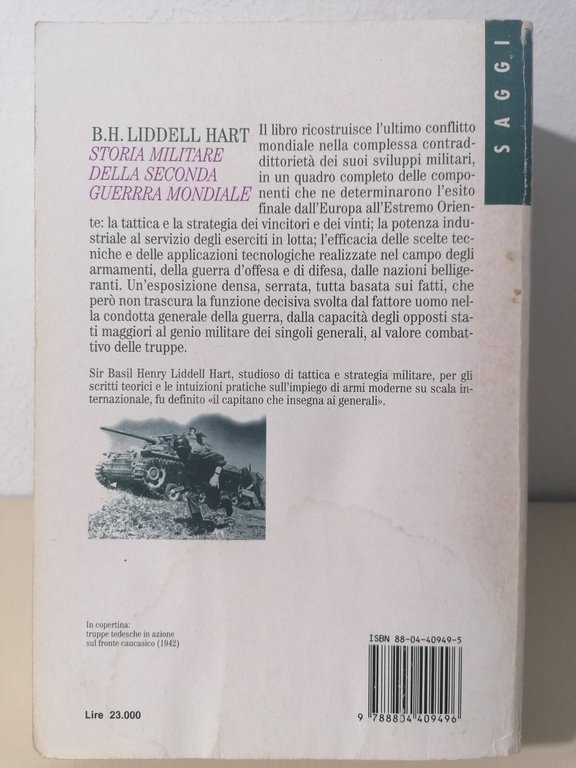 SAGGI
B.H. LIDDELL HART
STORIA MILITARE
DELLA SECONDA
GUERRRA MONDIALE
Il libro ricostruisce l'ultimo conflitto
mondiale nella complessa contrad-
dittorietà dei suoi sviluppi militari,
in un quadro completo delle compo-
nenti che ne determinarono l'esito
finale dall'Europa all'Estremo Orien-
te: la tattica e la strategia dei vincitori e dei vinti; la potenza indu-
striale al servizio degli eserciti in lotta; l'efficacia delle scelte tec-
niche e delle applicazioni tecnologiche realizzate nel campo degli
armamenti, della guerra d'offesa e di difesa, dalle nazioni bellige-
ranti. Un'esposizione densa, serrata, tutta basata sui fatti, che
però non trascura la funzione decisiva svolta dal fattore uomo nel-
la condotta generale della guerra, dalla capacità degli opposti sta-
ti maggiori al genio militare dei singoli generali, al valore combat-
tivo delle truppe.
Sir Basil Henry Liddell Hart, studioso di tattica e strategia militare, per gli
scritti teorici e le intuizioni pratiche sull'impiego di armi moderne su scala in-
ternazionale, fu definito «il capitano che insegna ai generali».
In copertina:
truppe tedesche in azione
sul fronte caucasico (1942)
Lire 23.000
ISBN 88-04-40949-5
9 788804 409496